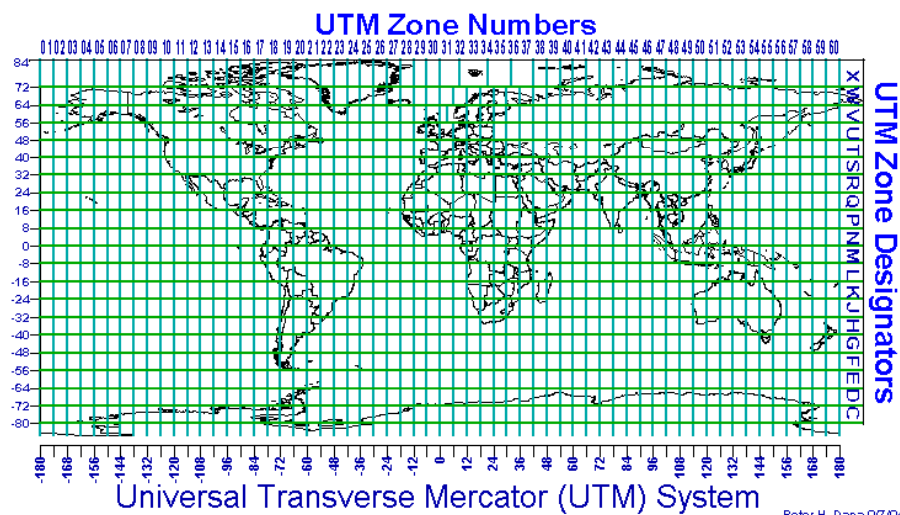 UTM Zone Numbers
01 02 03 04 05 06 07 08 09 10 11 12 13 14 15 16 17 18 19 20 21 22 23 24 25 26 27 28 29 30 31 32 33 34 35 36 37 38 39 40 41 42 43 44 45 46 47 48 49 50 51 52 53 54 55 56 57 58 59 60
84
72
64
56
48
40
32
24
16
8
0
-8
-16
-24
-32
-40
-48
-56
-64
-72
-80
X
W
V
U
T
S
R
Q
P
N
M
L
K
J
H
G
F
E
D
C
UTM Zone Designators
-180 -168 -156 -144 -132 -120 -108 -96 -84 -72 -60 -48 -36 -24 -12 0 12 24 36 48 60 72 84 96 108 120 132 144 156 168 180
Universal Transverse Mercator (UTM) System
Peter H. Dana